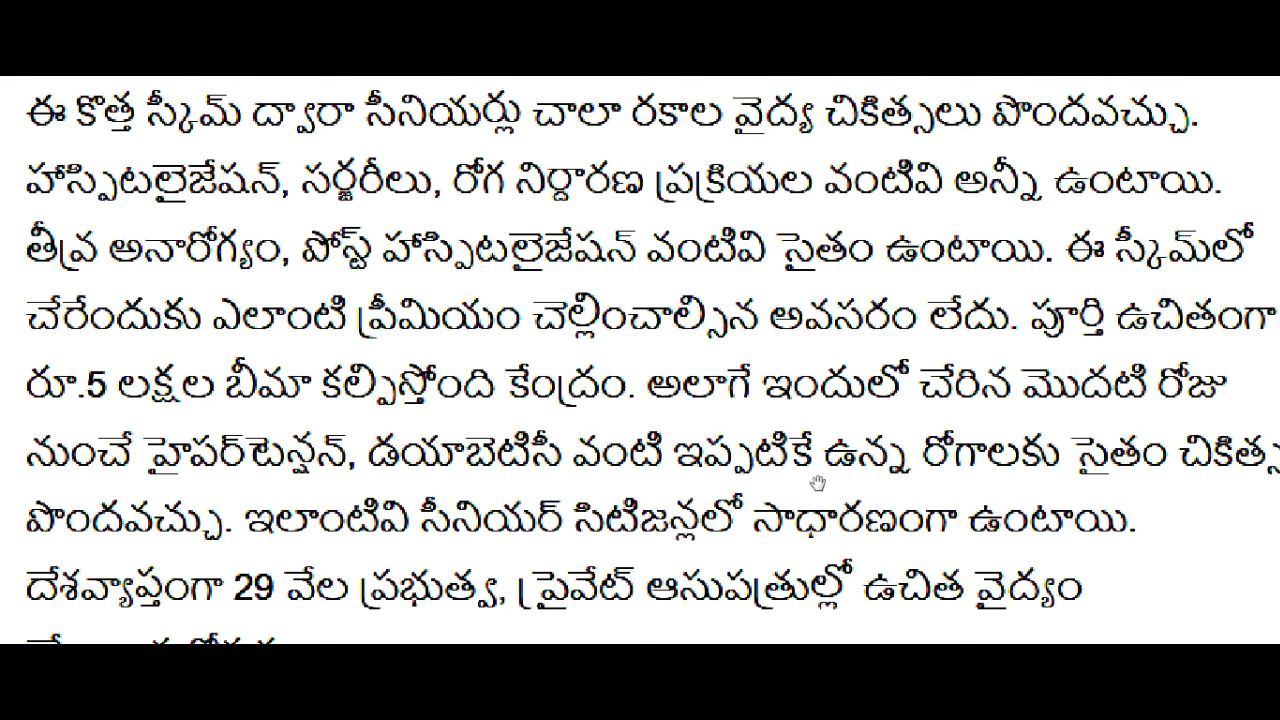 ఈ కొత్త స్కీమ్ ద్వారా సీనియర్లు చాలా రకాల వైద్య చికిత్సలు పొందవచ్చు.
హాస్పిటలైజేషన్, సర్జరీలు, రోగ నిర్దారణ ప్రక్రియల వంటివి అన్నీ ఉంటాయి.
తీవ్ర అనారోగ్యం, పోస్ట్ హాస్పిటలైజేషన్ వంటివి సైతం ఉంటాయి. ఈ స్కీమ్‌లో
చేరేందుకు ఎలాంటి ప్రీమియం చెల్లించాల్సిన అవసరం లేదు. పూర్తి ఉచితంగా
రూ.5 లక్షల బీమా కల్పిస్తోంది కేంద్రం. అలాగే ఇందులో చేరిన మొదటి రోజు
నుంచే హైపర్‌టెన్షన్, డయాబెటిసీ వంటి ఇప్పటికే ఉన్న రోగాలకు సైతం చికిత్స
పొందవచ్చు. ఇలాంటివి సీనియర్ సిటిజన్లలో సాధారణంగా ఉంటాయి.
దేశవ్యాప్తంగా 29 వేల ప్రభుత్వ, ప్రైవేట్ ఆసుపత్రుల్లో ఉచిత వైద్యం